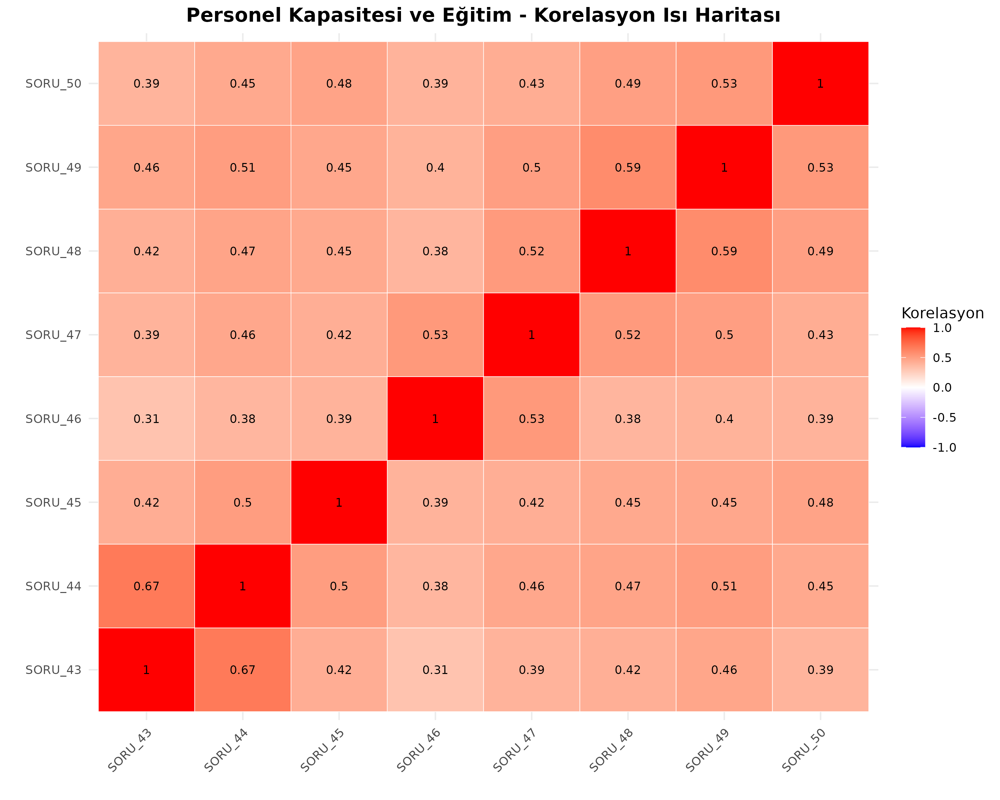 Personel Kapasitesi ve Eğitim - Korelasyon Isı Haritası
SORU_50 0.39 0.45 0.48 0.39 0.43 0.49 0.53 1
SORU_49 0.46 0.51 0.45 0.4 0.5 0.59 1 0.53
SORU_48 0.42 0.47 0.45 0.38 0.52 1 0.59 0.49
SORU_47 0.39 0.46 0.42 0.53 1 0.52 0.5 0.43
SORU_46 0.31 0.38 0.39 1 0.53 0.38 0.4 0.39
SORU_45 0.42 0.5 1 0.39 0.42 0.45 0.45 0.48
SORU_44 0.67 1 0.5 0.38 0.46 0.47 0.51 0.45
SORU_43 1 0.67 0.42 0.31 0.39 0.42 0.46 0.39
SORU_43 SORU_44 SORU_45 SORU_46 SORU_47 SORU_48 SORU_49 SORU_50
Korelasyon
1.0
0.5
0.0
-0.5
-1.0